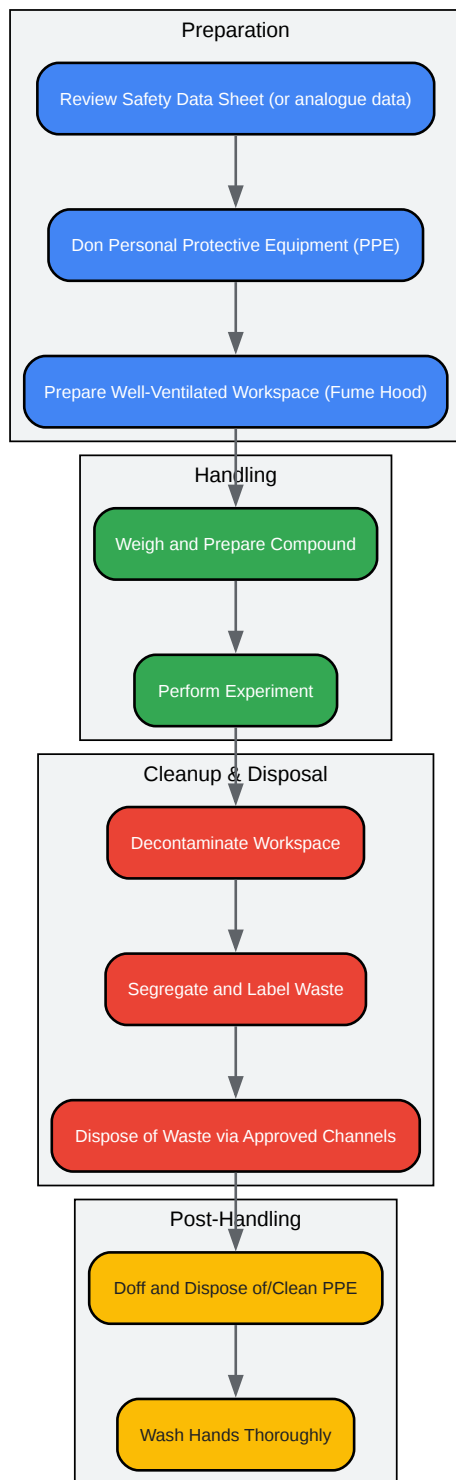 Preparation
Review Safety Data Sheet (or analogue data)
Don Personal Protective Equipment (PPE)
Prepare Well-Ventilated Workspace (Fume Hood)
Handling
Weigh and Prepare Compound
Perform Experiment
Cleanup & Disposal
Decontaminate Workspace
Segregate and Label Waste
Dispose of Waste via Approved Channels
Post-Handling
Doff and Dispose of/Clean PPE
Wash Hands Thoroughly